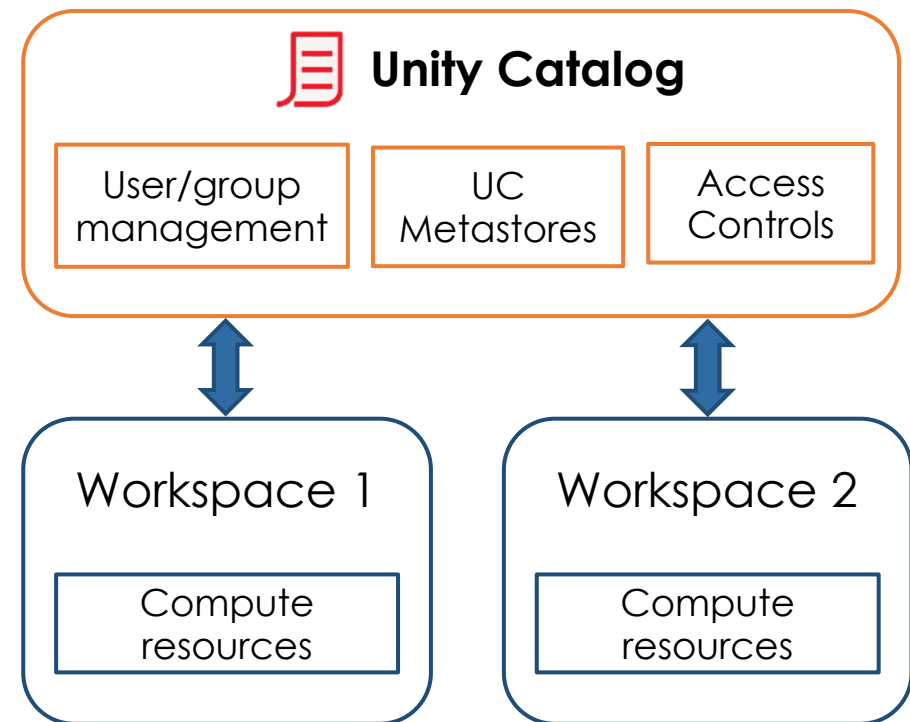 Unity Catalog
User/group
management
UC
Metastores
Access
Controls
Workspace 1
Compute
resources
Workspace 2
Compute
resources